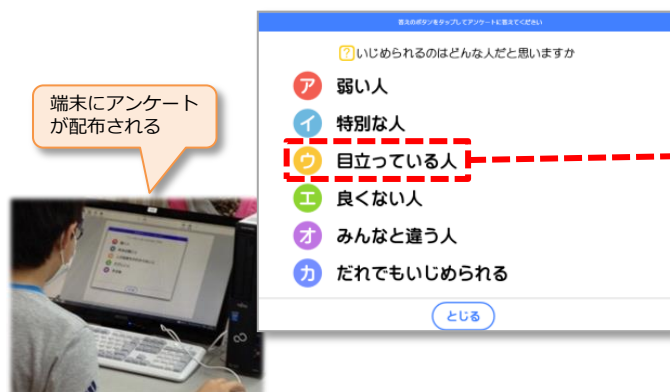 答えのボタンをタップしてアンケートに答えてください
?いじめられるのはどんな人だと思いますか
端末にアンケート
が配布される
ア 弱い人
イ 特別な人
ウ 目立っている人
エ 良くない人
オ みんなと違う人
カ だれでもいじめられる
とじる